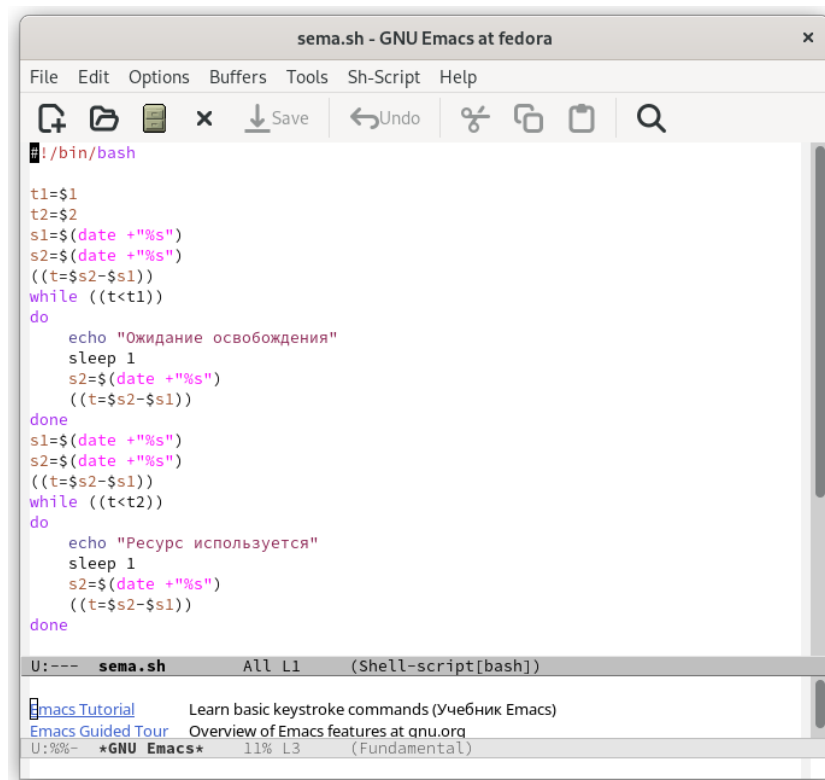 sema.sh - GNU Emacs at fedora
File Edit Options Buffers Tools Sh-Script Help
Save Undo
#!/bin/bash
t1=$1
t2=$2
s1=$(date +"%s")
s2=$(date +"%s")
((t=$s2-$s1))
while ((t<t1))
do
    echo "Ожидание освобождения"
    sleep 1
    s2=$(date +"%s")
    ((t=$s2-$s1))
done
s1=$(date +"%s")
s2=$(date +"%s")
((t=$s2-$s1))
while ((t<t2))
do
    echo "Ресурс используется"
    sleep 1
    s2=$(date +"%s")
    ((t=$s2-$s1))
done
U:--- sema.sh All L1 (Shell-script[bash])
Emacs Tutorial Learn basic keystroke commands (Учебник Emacs)
Emacs Guided Tour Overview of Emacs features at gnu.org
U:%%- *GNU Emacs* 11% L3 (Fundamental)